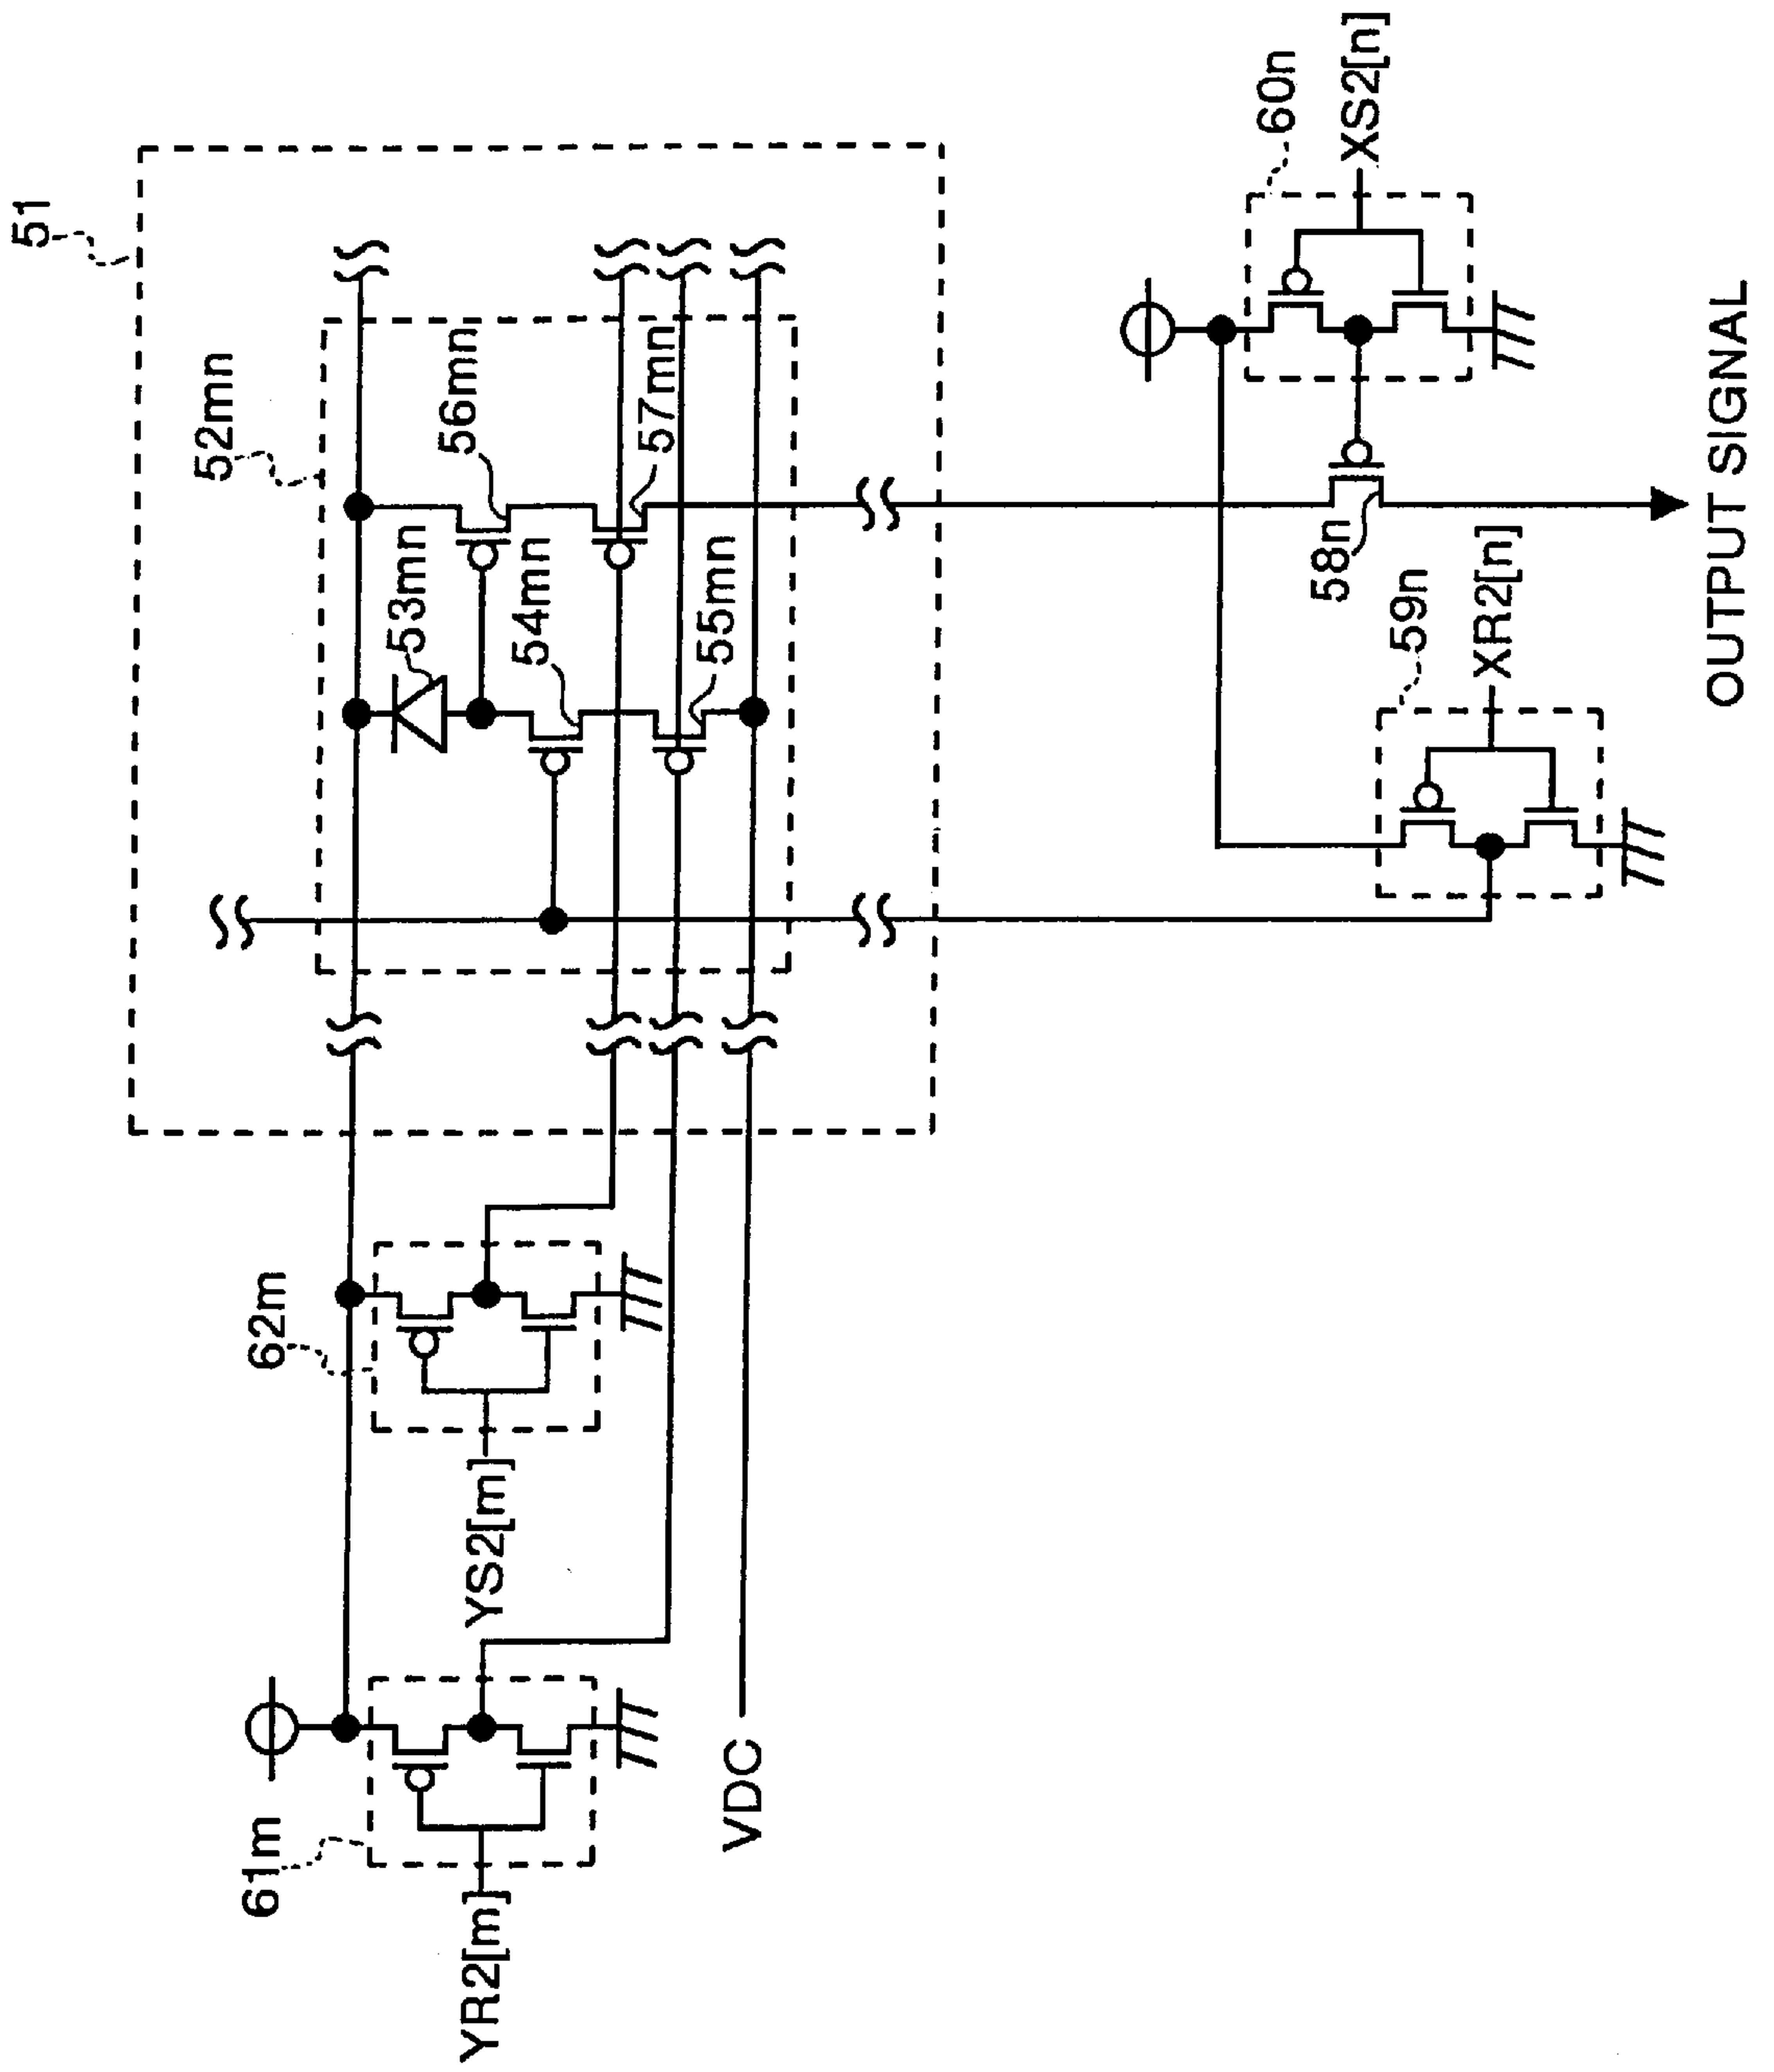 51
52mn
53mn
56mn
54mn
57mn
55mn
62m
YS2[m]
61m
YR2[m]
VDC
60n
XS2[n]
58n
59n
XR2[n]
OUTPUT SIGNAL